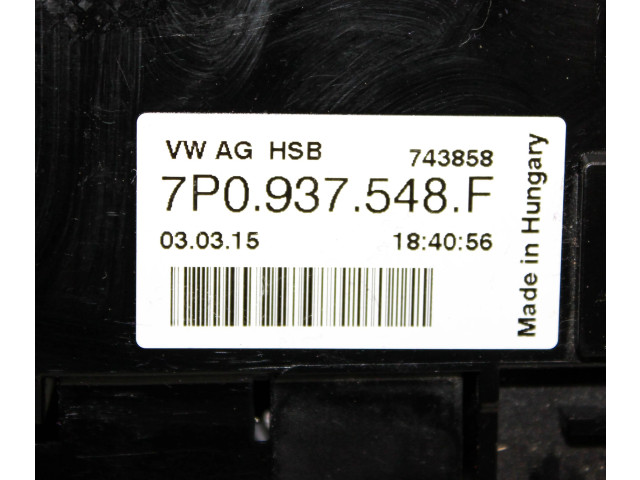 VW AG HSB 743858
7P0.937.548.F
03.03.15 18:40:56
Made in Hungary